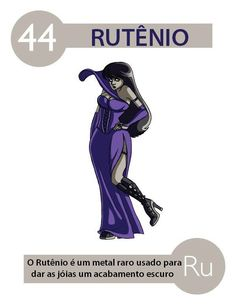 44
RUTÊNIO
O Rutênio é um metal raro usado para
dar as jóias um acabamento escuro
Ru